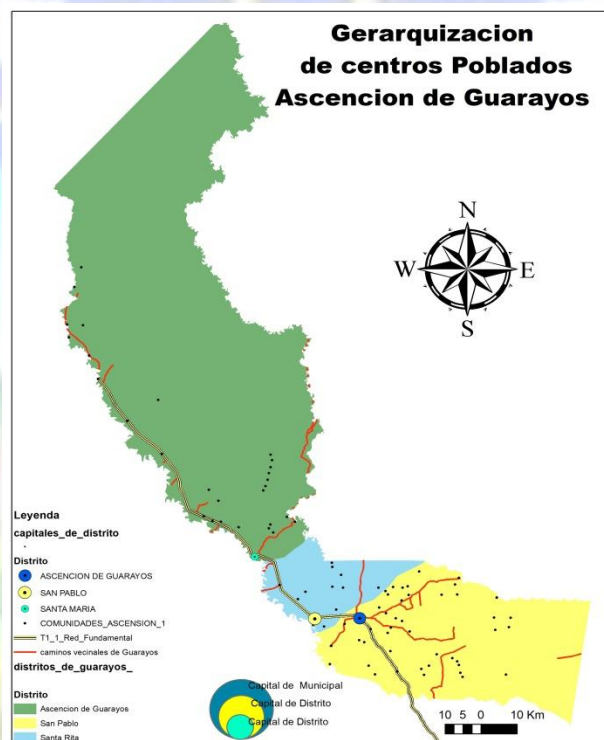 Gerarquizacion
de centros Poblados
Ascencion de Guarayos
N
W E
S
Leyenda
capitales_de_distrito
Distrito
ASCENCION DE GUARAYOS
SAN PABLO
SANTA MARIA
COMUNIDADES_ASCENSION_1
T1_1_Red_Fundamental
caminos vecinales de Guarayos
distritos_de_guarayos_
Distrito
Ascencion de Guarayos
San Pablo
Santa Rita
Capital de Municipal
Capital de Distrito
Capital de Distrito
10 5 0 10 Km